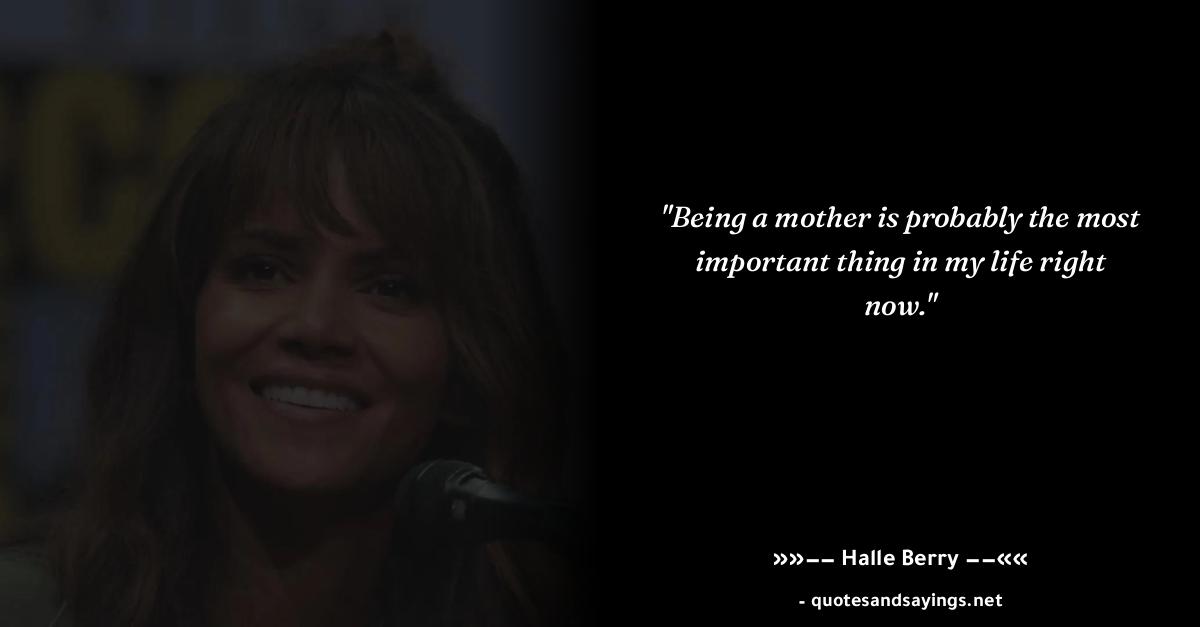 "Being a mother is probably the most
important thing in my life right
now."
»»–– Halle Berry ––««
- quotesandsayings.net